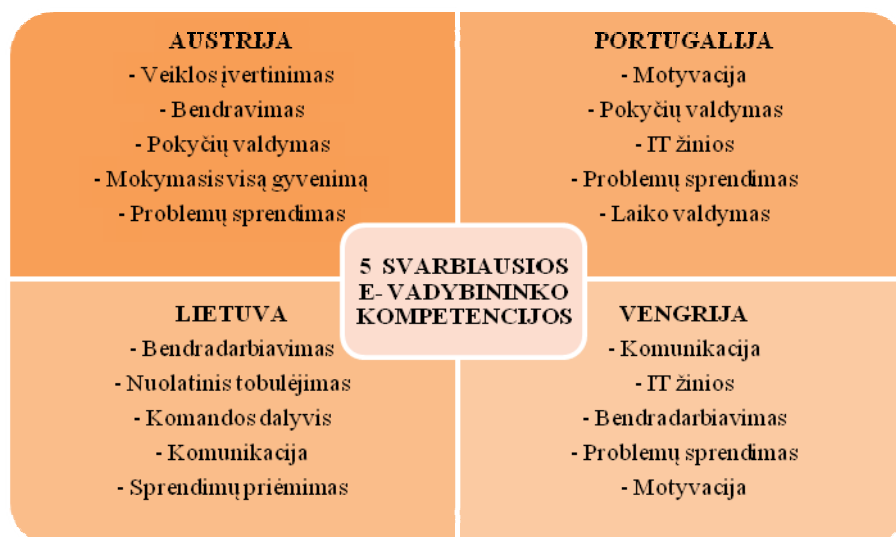 AUSTRIJA
- Veiklos įvertinimas
- Bendravimas
- Pokyčių valdymas
- Mokymasis visą gyvenimą
- Problemų sprendimas
PORTUGALIJA
- Motyvacija
- Pokyčių valdymas
- IT žinios
- Problemų sprendimas
- Laiko valdymas
5 SVARBIAUSIOS
E- VADYBININKO
KOMPETENCIJOS
LIETUVA
- Bendradarbiavimas
- Nuolatinis tobulėjimas
- Komandos dalyvis
- Komunikacija
- Sprendimų priėmimas
VENGRIJA
- Komunikacija
- IT žinios
- Bendradarbiavimas
- Problemų sprendimas
- Motyvacija